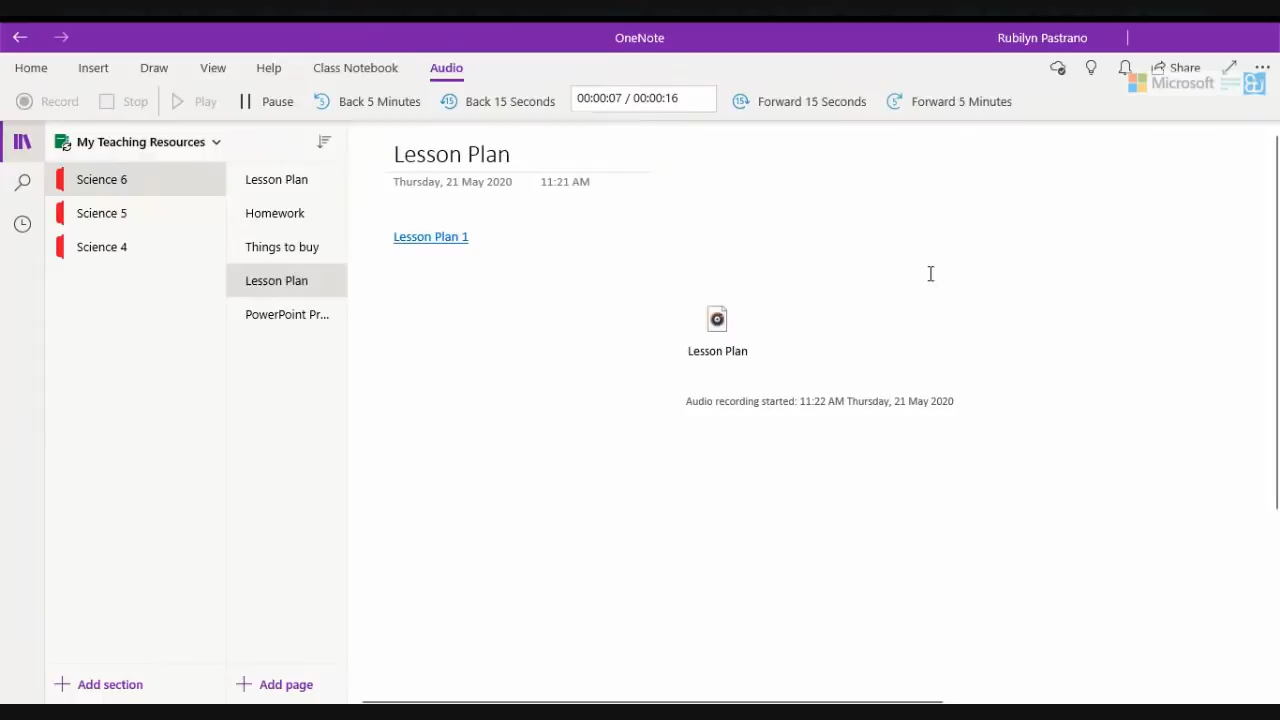 OneNote
Rubilyn Pastrano
Home Insert Draw View Help Class Notebook Audio
Share
Microsoft
Record Stop Play Pause Back 5 Minutes Back 15 Seconds 00:00:07 / 00:00:16 Forward 15 Seconds Forward 5 Minutes
My Teaching Resources
Science 6
Science 5
Science 4
Lesson Plan
Homework
Things to buy
Lesson Plan
PowerPoint Pr...
Add section
Add page
Lesson Plan
Thursday, 21 May 2020 11:21 AM
Lesson Plan 1
Lesson Plan
Audio recording started: 11:22 AM Thursday, 21 May 2020